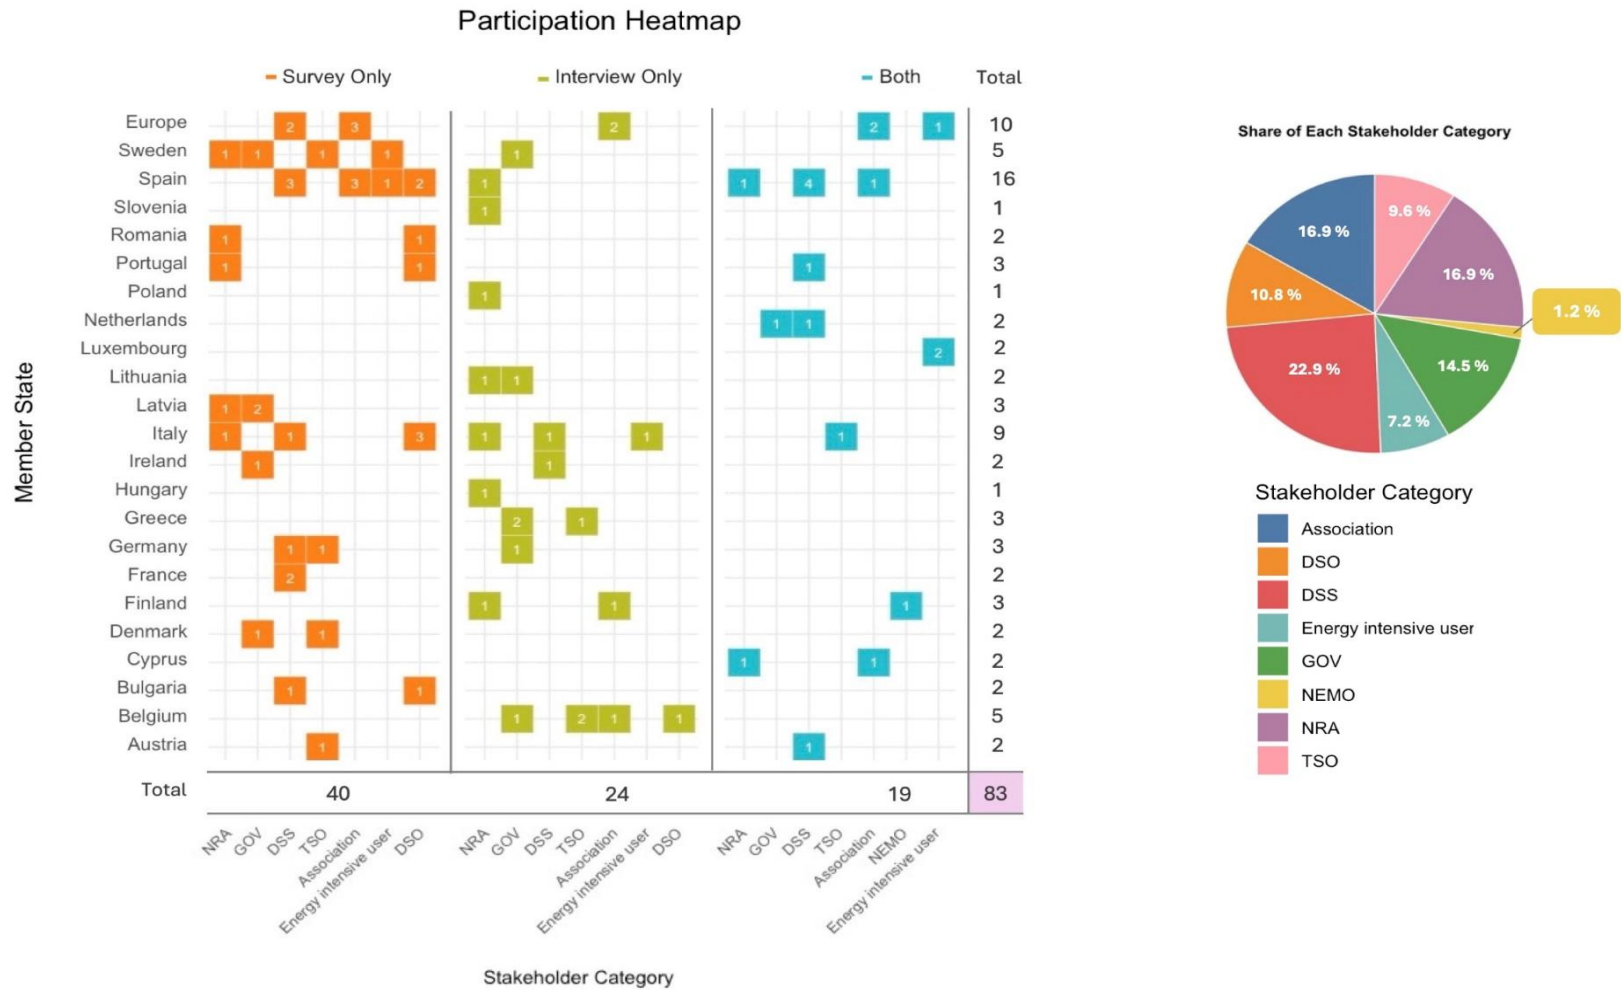 Participation Heatmap
Survey Only Interview Only Both Total
Europe 2 3 2 2 1 10
Sweden 1 1 1 1 1 5
Spain 3 3 1 2 1 1 4 1 16
Slovenia 1 1
Romania 1 1 2
Portugal 1 1 1 3
Poland 1 1
Netherlands 1 1 2
Luxembourg 2 2
Lithuania 1 1 2
Latvia 1 2 3
Italy 1 1 3 1 1 1 1 9
Ireland 1 1 2
Hungary 1 1
Greece 2 1 3
Germany 1 1 1 3
France 2 2
Finland 1 1 1 3
Denmark 1 1 2
Cyprus 1 1 2
Bulgaria 1 1 2
Belgium 1 2 1 1 5
Austria 1 1 2
Total 40 24 19 83
NRA GOV DSS TSO Association Energy intensive user DSO NRA GOV DSS TSO Association Energy intensive user DSO NRA GOV DSS TSO Association NEMO Energy intensive user
Stakeholder Category
Member State
Share of Each Stakeholder Category
9.6 %
16.9 %
16.9 %
10.8 %
1.2 %
22.9 %
14.5 %
7.2 %
Stakeholder Category
Association
DSO
DSS
Energy intensive user
GOV
NEMO
NRA
TSO